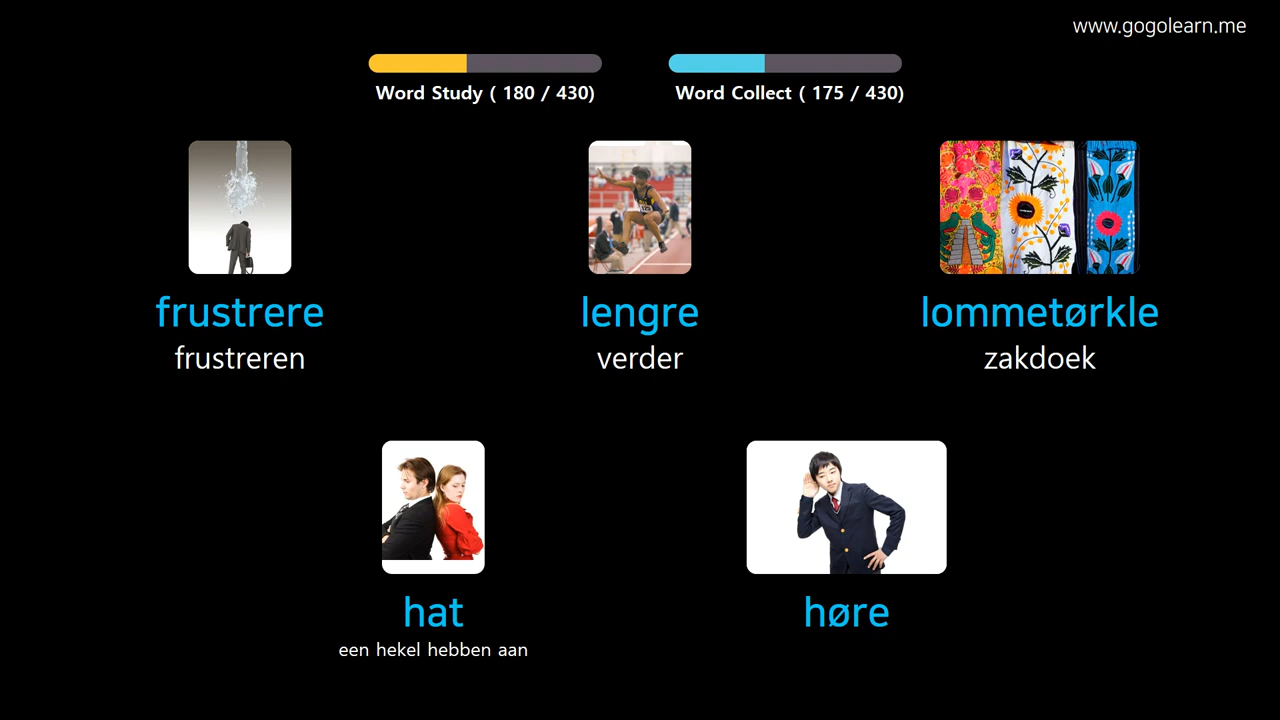 www.gogolearn.me
Word Study ( 180 / 430)
Word Collect ( 175 / 430)
frustrere
frustreren
lengre
verder
lommetørkle
zakdoek
hat
een hekel hebben aan
høre